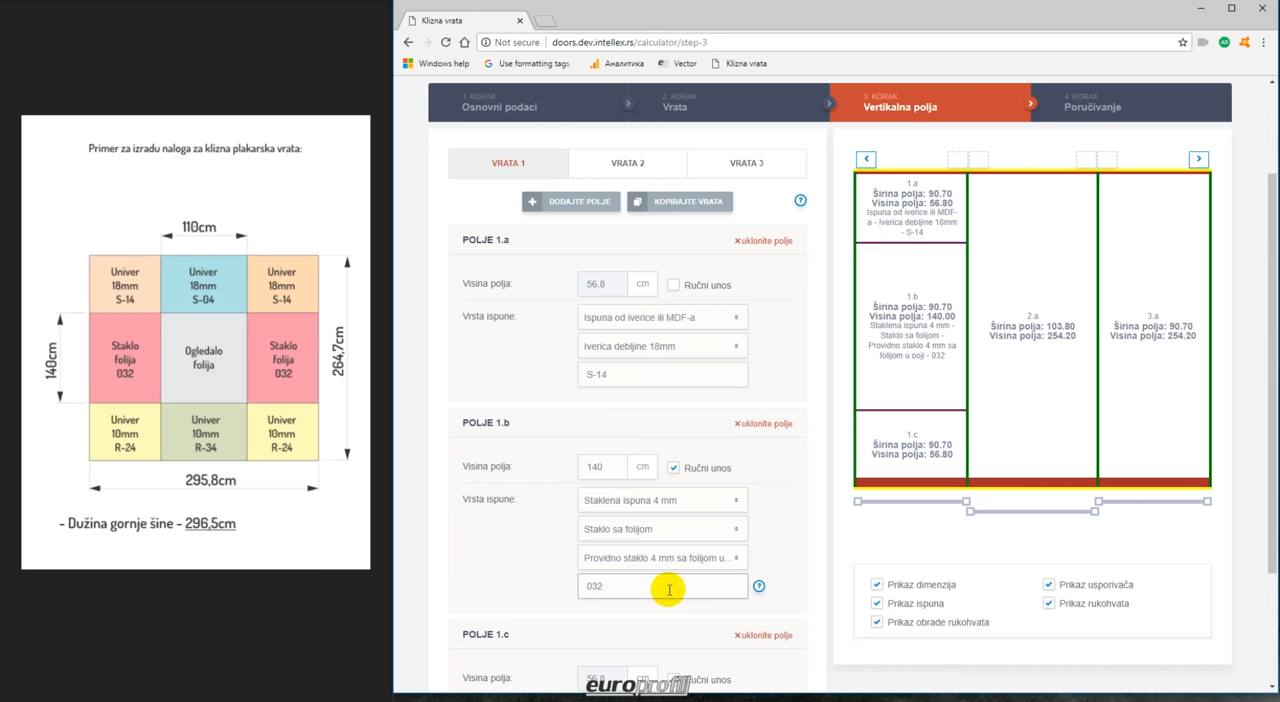 Primer za izradu naloga za klizna plakarska vrata:
110cm
Univer
18mm
S-14
Univer
18mm
S-04
Univer
18mm
S-14
140cm
Staklo
folija
032
Ogledalo
folija
Staklo
folija
032
264,7cm
Univer
10mm
R-24
Univer
10mm
R-34
Univer
10mm
R-24
295,8cm
- Dužina gornje šine - 296,5cm
Klizna vrata
Not secure
doors.dev.intellex.rs/calculator/step-3
Windows help
Use formatting tags
Аналитика
Vector
Klizna vrata
1. KORAK
Osnovni podaci
2. KORAK
Vrata
3. KORAK
Vertikalna polja
4. KORAK
Poručivanje
VRATA 1
VRATA 2
VRATA 3
DODAJTE POLJE
KOPIRAJTE VRATA
POLJE 1.a
uklonite polje
Visina polja:
56.8
cm
Ručni unos
Vrsta ispune:
Ispuna od iverice ili MDF-a
Iverica debljine 18mm
S-14
POLJE 1.b
uklonite polje
Visina polja:
140
cm
Ručni unos
Vrsta ispune:
Staklena ispuna 4 mm
Staklo sa folijom
Providno staklo 4 mm sa folijom u...
032
POLJE 1.c
uklonite polje
Visina polja:
56.8
europrofil
1.a
Širina polja: 90.70
Visina polja: 56.80
Ispuna od iverice ili MDF-
a - Iverica debljine 18mm
- S-14
1.b
Širina polja: 90.70
Visina polja: 140.00
Staklena ispuna 4 mm -
Staklo sa folijom -
Providno staklo 4 mm sa
folijom u boji - 032
1.c
Širina polja: 90.70
Visina polja: 56.80
2.a
Širina polja: 103.80
Visina polja: 254.20
3.a
Širina polja: 90.70
Visina polja: 254.20
Prikaz dimenzija
Prikaz usporivača
Prikaz ispuna
Prikaz rukohvata
Prikaz obrade rukohvata